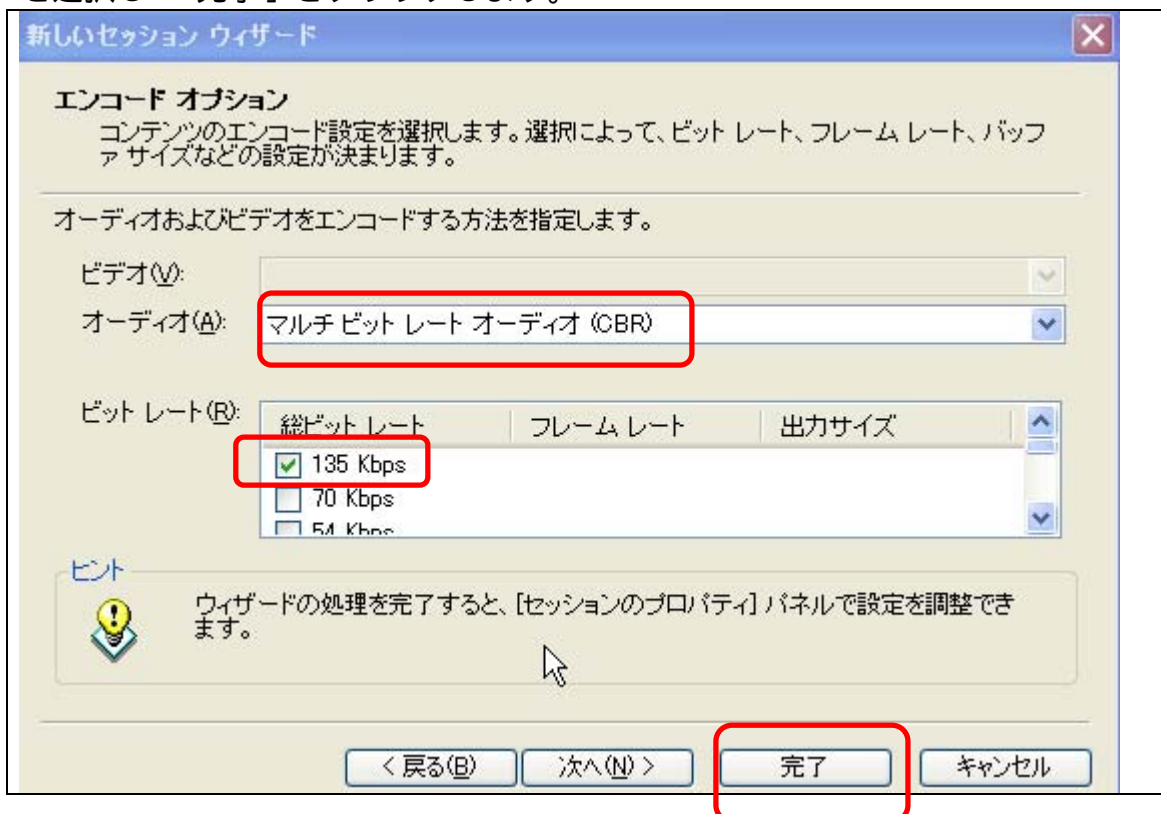 新しいセッション ウィザード
エンコード オプション
コンテンツのエンコード設定を選択します。選択によって、ビット レート、フレーム レート、バッフ
ァ サイズなどの設定が決まります。
オーディオおよびビデオをエンコードする方法を指定します。
ビデオ(V):
オーディオ(A): マルチ ビット レート オーディオ (CBR)
ビット レート(R): 総ビット レート フレーム レート 出力サイズ
135 Kbps
70 Kbps
54 Kbps
ヒント
ウィザードの処理を完了すると、[セッションのプロパティ] パネルで設定を調整でき
ます。
< 戻る(B) 次へ(N) > 完了 キャンセル